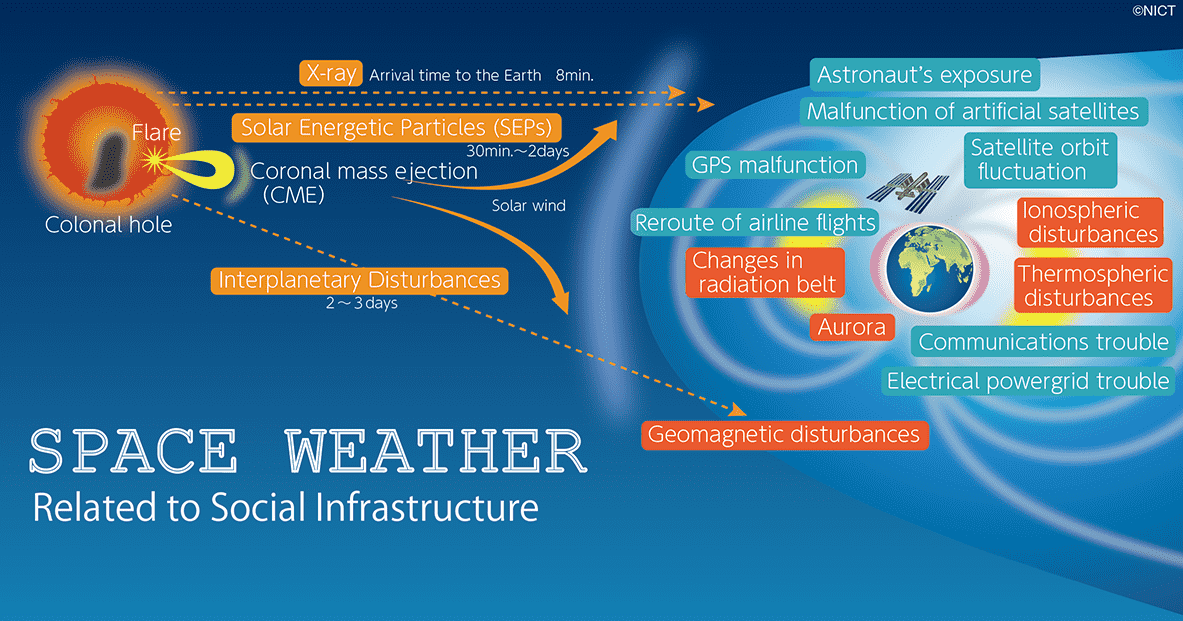 ©NICT
X-ray
Arrival time to the Earth 8min.
Solar Energetic Particles (SEPs)
30min.～2days
Flare
Coronal mass ejection
(CME)
Solar wind
Colonal hole
Interplanetary Disturbances
2～3days
Astronaut's exposure
Malfunction of artificial satellites
Satellite orbit
fluctuation
GPS malfunction
Reroute of airline flights
Ionospheric
disturbances
Changes in
radiation belt
Thermospheric
disturbances
Aurora
Communications trouble
Electrical powergrid trouble
Geomagnetic disturbances
SPACE WEATHER
Related to Social Infrastructure